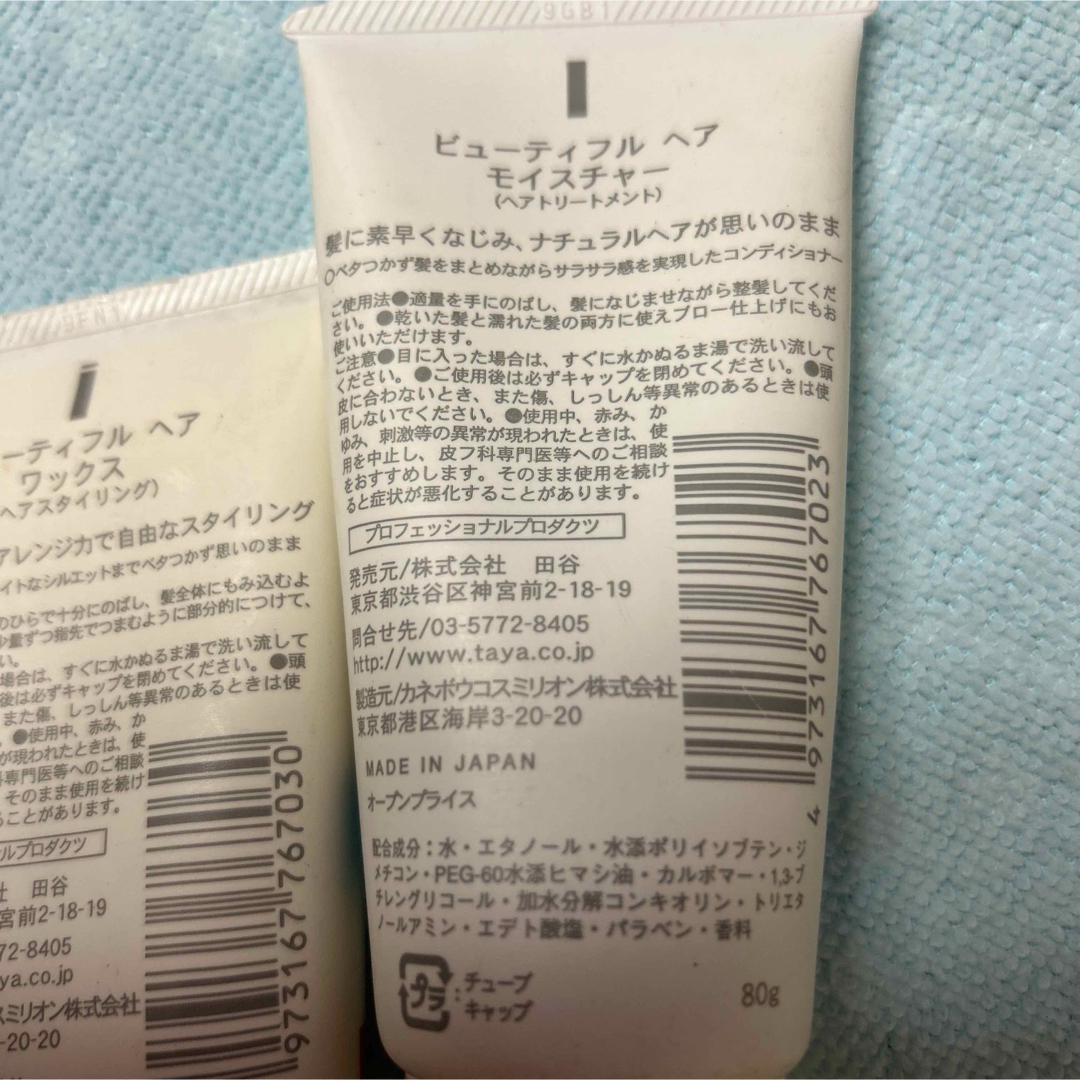 9GB1
ビューティフル ヘア
モイスチャー
(ヘアトリートメント)
髪に素早くなじみ、ナチュラルヘアが思いのまま
○ベタつかず髪をまとめながらサラサラ感を実現したコンディショナー
ご使用法●適量を手にのばし、髪になじませながら整髪してくだ
さい。●乾いた髪と濡れた髪の両方に使えブロー仕上げにもお
使いいただけます。
ご注意●目に入った場合は、すぐに水かぬるま湯で洗い流して
ください。●ご使用後は必ずキャップを閉めてください。●頭
皮に合わないとき、また傷、しっしん等異常のあるときは使
用しないでください。●使用中、赤み、か
ゆみ、刺激等の異常が現われたときは、使
用を中止し、皮フ科専門医等へのご相談
をおすすめします。そのまま使用を続け
ると症状が悪化することがあります。
プロフェッショナルプロダクツ
発売元/株式会社 田谷
東京都渋谷区神宮前2-18-19
問合せ先/03-5772-8405
http://www.taya.co.jp
製造元/カネボウコスミリオン株式会社
東京都港区海岸3-20-20
MADE IN JAPAN
オープンプライス
4 973167 767023
配合成分：水・エタノール・水添ポリイソブテン・ジ
メチコン・PEG-60水添ヒマシ油・カルボマー・1,3-ブ
チレングリコール・加水分解コンキオリン・トリエタ
ノールアミン・エデト酸塩・パラベン・香料
プラ
：チューブ
キャップ
80g
ーティフル ヘア
ワックス
ヘアスタイリング)
アレンジ力で自由なスタイリング
イトなシルエットまでベタつかず思いのまま
のひらで十分にのばし、髪全体にもみ込むよ
少量ずつ指先でつまむように部分的につけて、
い。
場合は、すぐに水かぬるま湯で洗い流して
後は必ずキャップを閉めてください。●頭
また傷、しっしん等異常のあるときは使
●使用中、赤み、か
が現われたときは、使
科専門医等へのご相談
そのまま使用を続け
ることがあります。
ルプロダクツ
社 田谷
宮前2-18-19
72-8405
ya.co.jp
スミリオン株式会社
-20-20
973167 767030